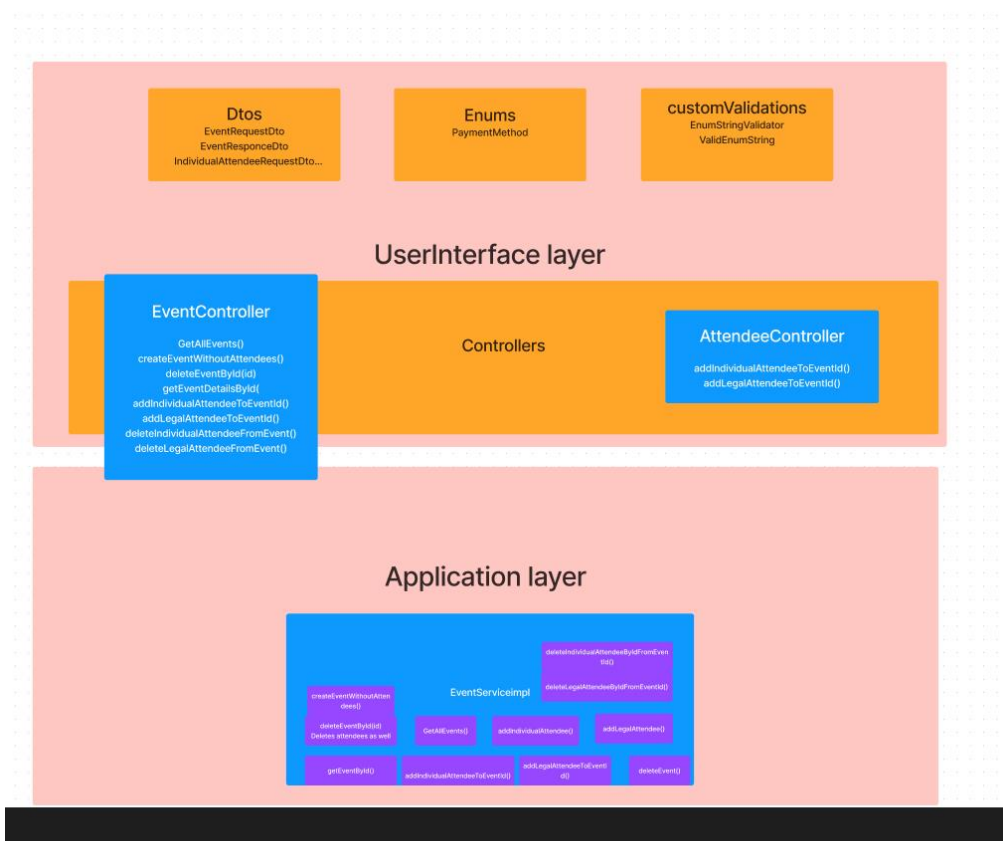 Dtos
EventRequestDto
EventResponceDto
IndividualAttendeeRequestDto...
Enums
PaymentMethod
customValidations
EnumStringValidator
ValidEnumString
UserInterface layer
EventController
GetAllEvents()
createEventWithoutAttendees()
deleteEventById(id)
getEventDetailsById(
addIndividualAttendeeToEventId()
addLegalAttendeeToEventId()
deleteIndividualAttendeeFromEvent()
deleteLegalAttendeeFromEvent()
Controllers
AttendeeController
addIndividualAttendeeToEventId()
addLegalAttendeeToEventId()
Application layer
deleteIndividualAttendeeByIdFromEven
tId()
deleteLegalAttendeeByIdFromEventId()
EventServiceimpl
createEventWithoutAtten
dees()
deleteEventById(id)
Deletes attendees as well
GetAllEvents()
addIndividualAttendee()
addLegalAttendee()
getEventById()
addIndividualAttendeeToEventId()
addLegalAttendeeToEventI
d()
deleteEvent()